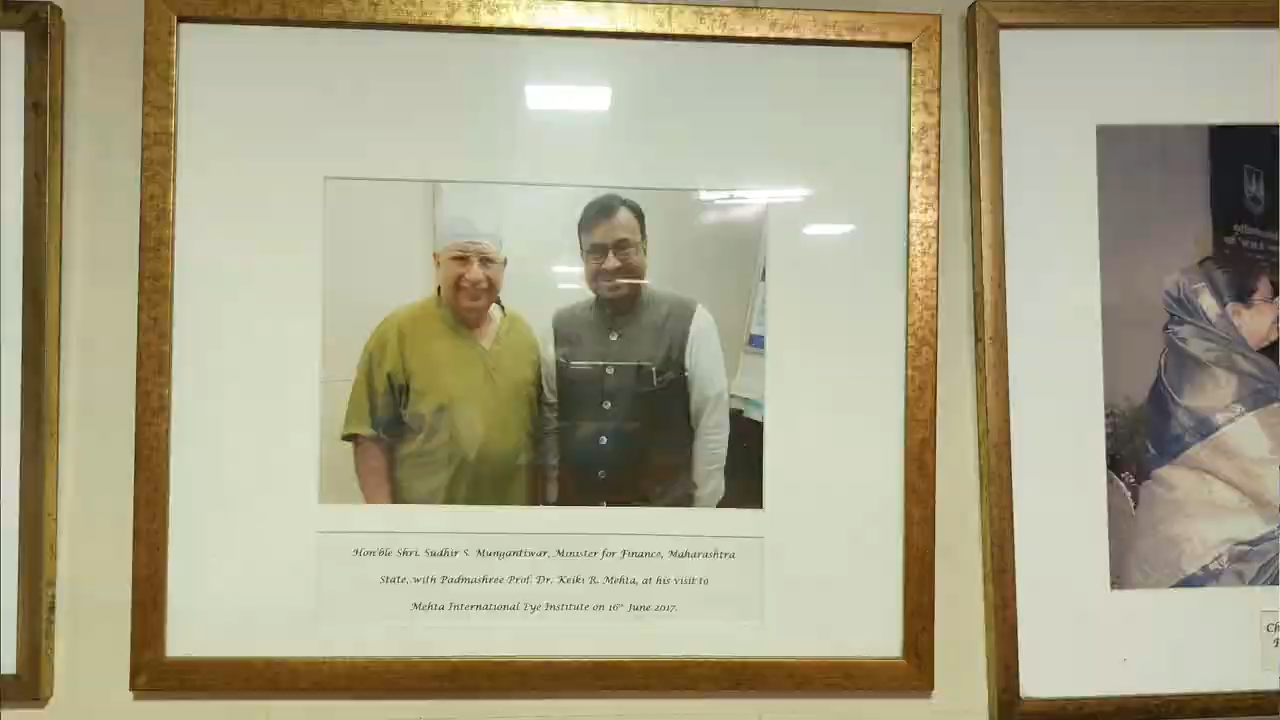 Hon'ble Shri. Sudhir S. Mungantiwar, Minister for Finance, Maharashtra
State, with Padmashree Prof. Dr. Keiki R. Mehta, at his visit to
Mehta International Eye Institute on 16th June 2017.